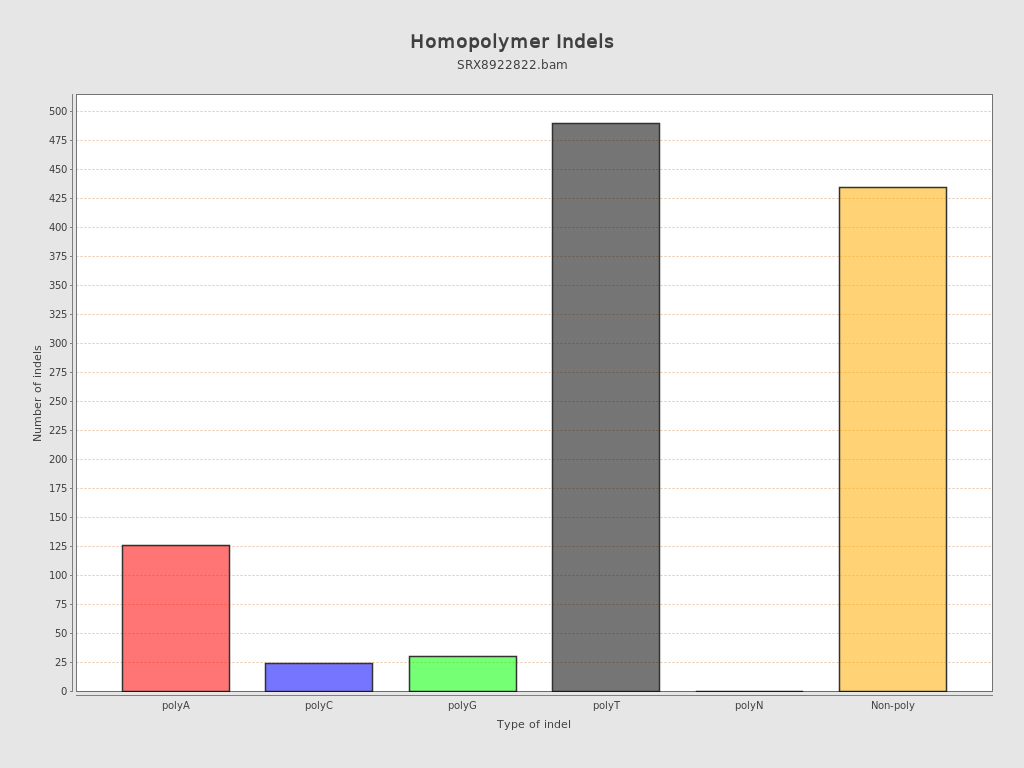 Homopolymer Indels
SRX8922822.bam
500
475
450
425
400
375
350
325
300
275
250
225
200
175
150
125
100
75
50
25
0
Number of indels
polyA
polyC
polyG
polyT
polyN
Non-poly
Type of indel